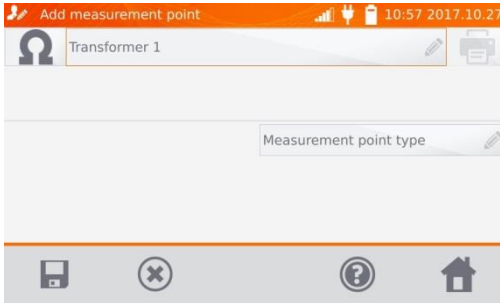 Add measurement point 10:57 2017.10.27
Transformer 1
Measurement point type